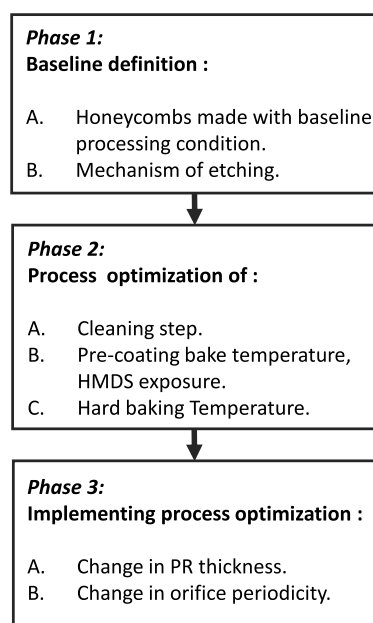 Phase 1:
Baseline definition :
A. Honeycombs made with baseline
processing condition.
B. Mechanism of etching.
Phase 2:
Process optimization of :
A. Cleaning step.
B. Pre-coating bake temperature,
HMDS exposure.
C. Hard baking Temperature.
Phase 3:
Implementing process optimization :
A. Change in PR thickness.
B. Change in orifice periodicity.